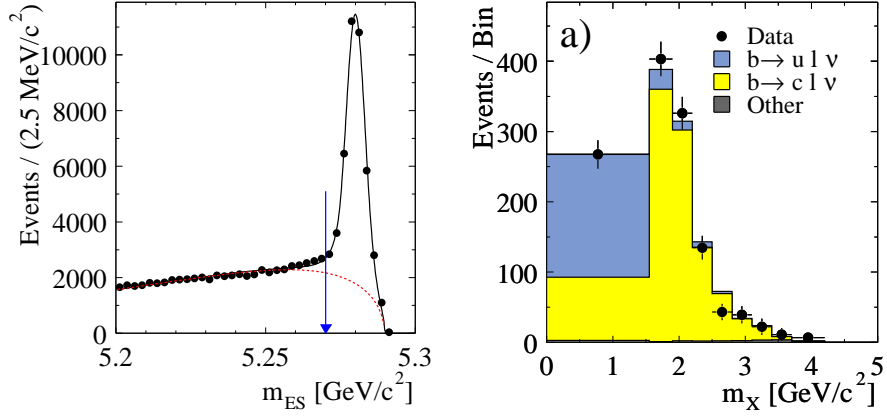 Events / (2.5 MeV/c²)
10000
8000
6000
4000
2000
0
5.2
5.25
5.3
m_ES [GeV/c²]
a)
Data
b→ u l ν
b→ c l ν
Other
Events / Bin
400
300
200
100
0
0
1
2
3
4
5
m_X [GeV/c²]